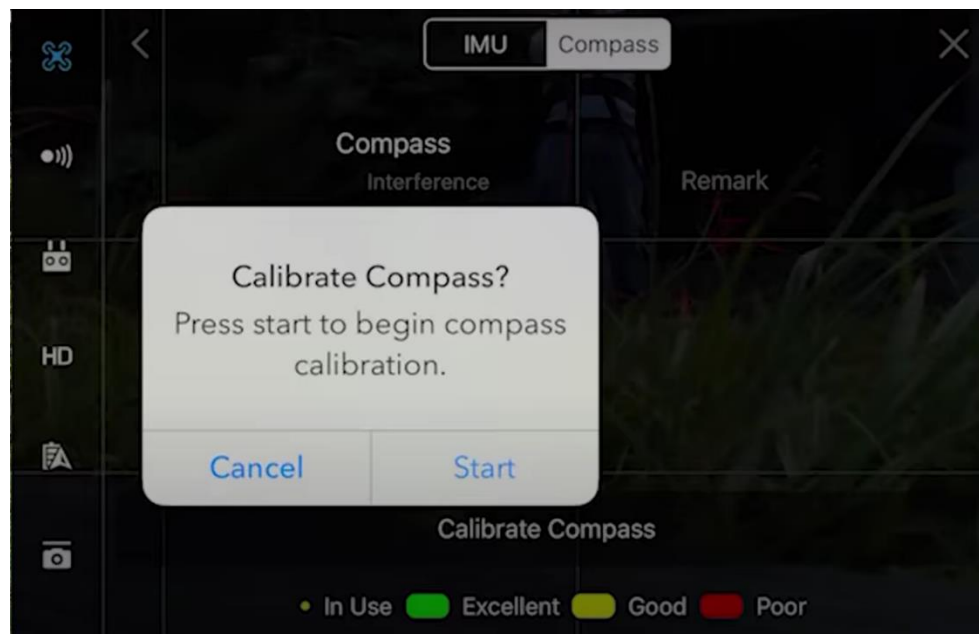 IMU Compass
Compass
Interference Remark
Calibrate Compass?
Press start to begin compass
calibration.
HD
Cancel Start
Calibrate Compass
In Use Excellent Good Poor